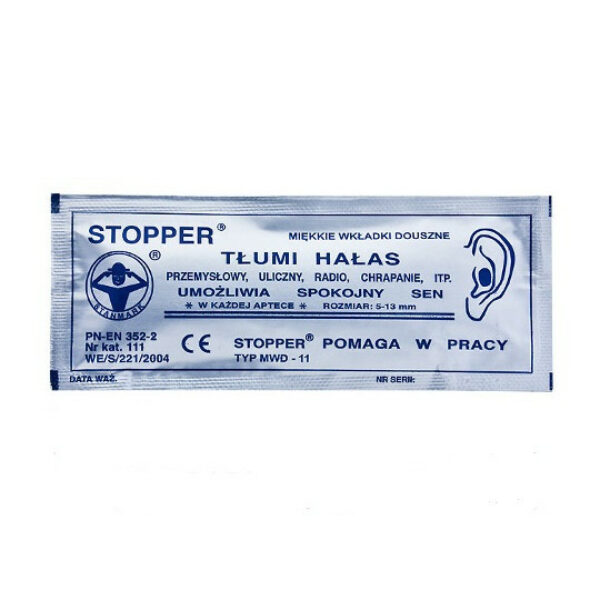 STOPPER®
MIĘKKIE WKŁADKI DOUSZNE
®
STANMARK
TŁUMI HAŁAS
PRZEMYSŁOWY, ULICZNY, RADIO, CHRAPANIE, ITP.
UMOŻLIWIA SPOKOJNY SEN
* W KAŻDEJ APTECE * ROZMIAR: 5-13 mm
PN-EN 352-2
Nr kat. 111
WE/S/221/2004
CE
STOPPER® POMAGA W PRACY
TYP MWD - 11
DATA WAŻ.
NR SERII: